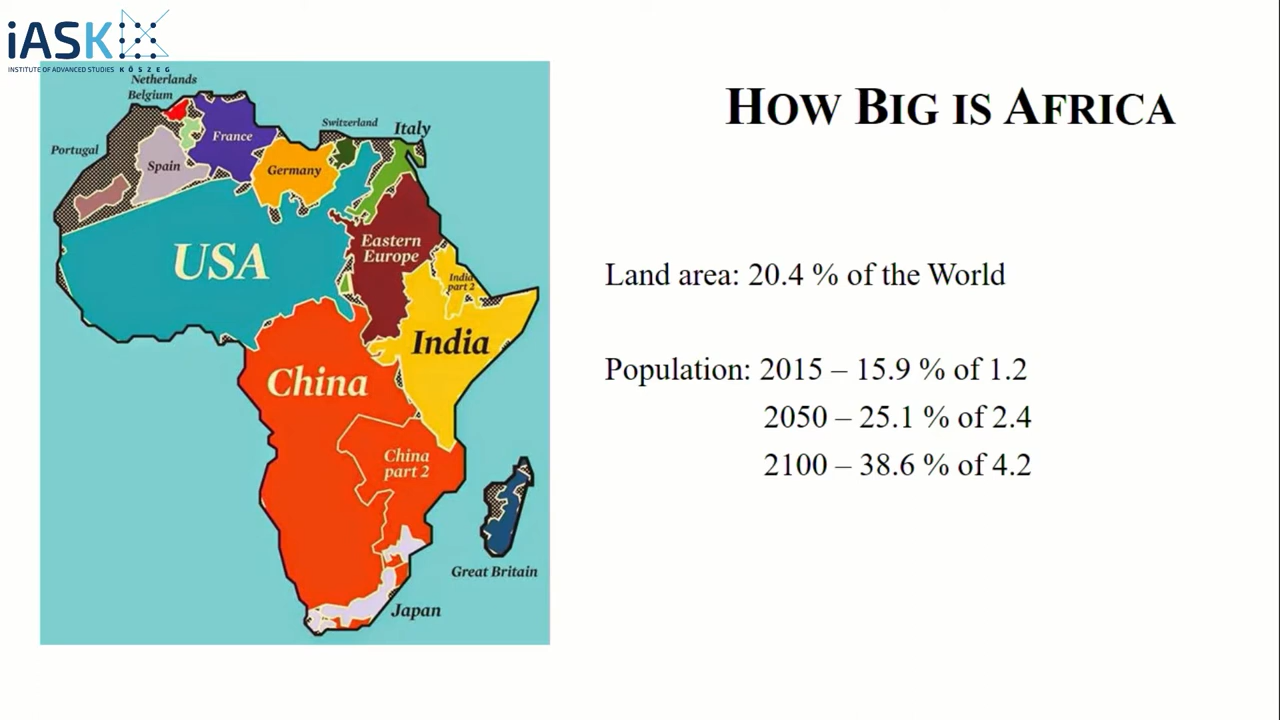 iASK
INSTITUTE OF ADVANCED STUDIES KŐSZEG
HOW BIG IS AFRICA
Netherlands
Belgium
Portugal
Spain
France
Switzerland
Italy
Germany
USA
Eastern
Europe
India
part 2
India
China
China
part 2
Great Britain
Japan
Land area: 20.4 % of the World
Population: 2015 – 15.9 % of 1.2
2050 – 25.1 % of 2.4
2100 – 38.6 % of 4.2